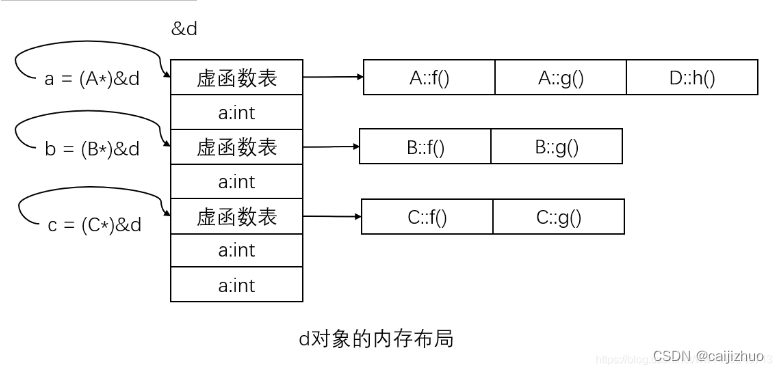 &d
a = (A*)&d
虚函数表
A::f()
A::g()
D::h()
a:int
b = (B*)&d
虚函数表
B::f()
B::g()
a:int
c = (C*)&d
虚函数表
C::f()
C::g()
a:int
a:int
d对象的内存布局
CSDN @caijizhuo